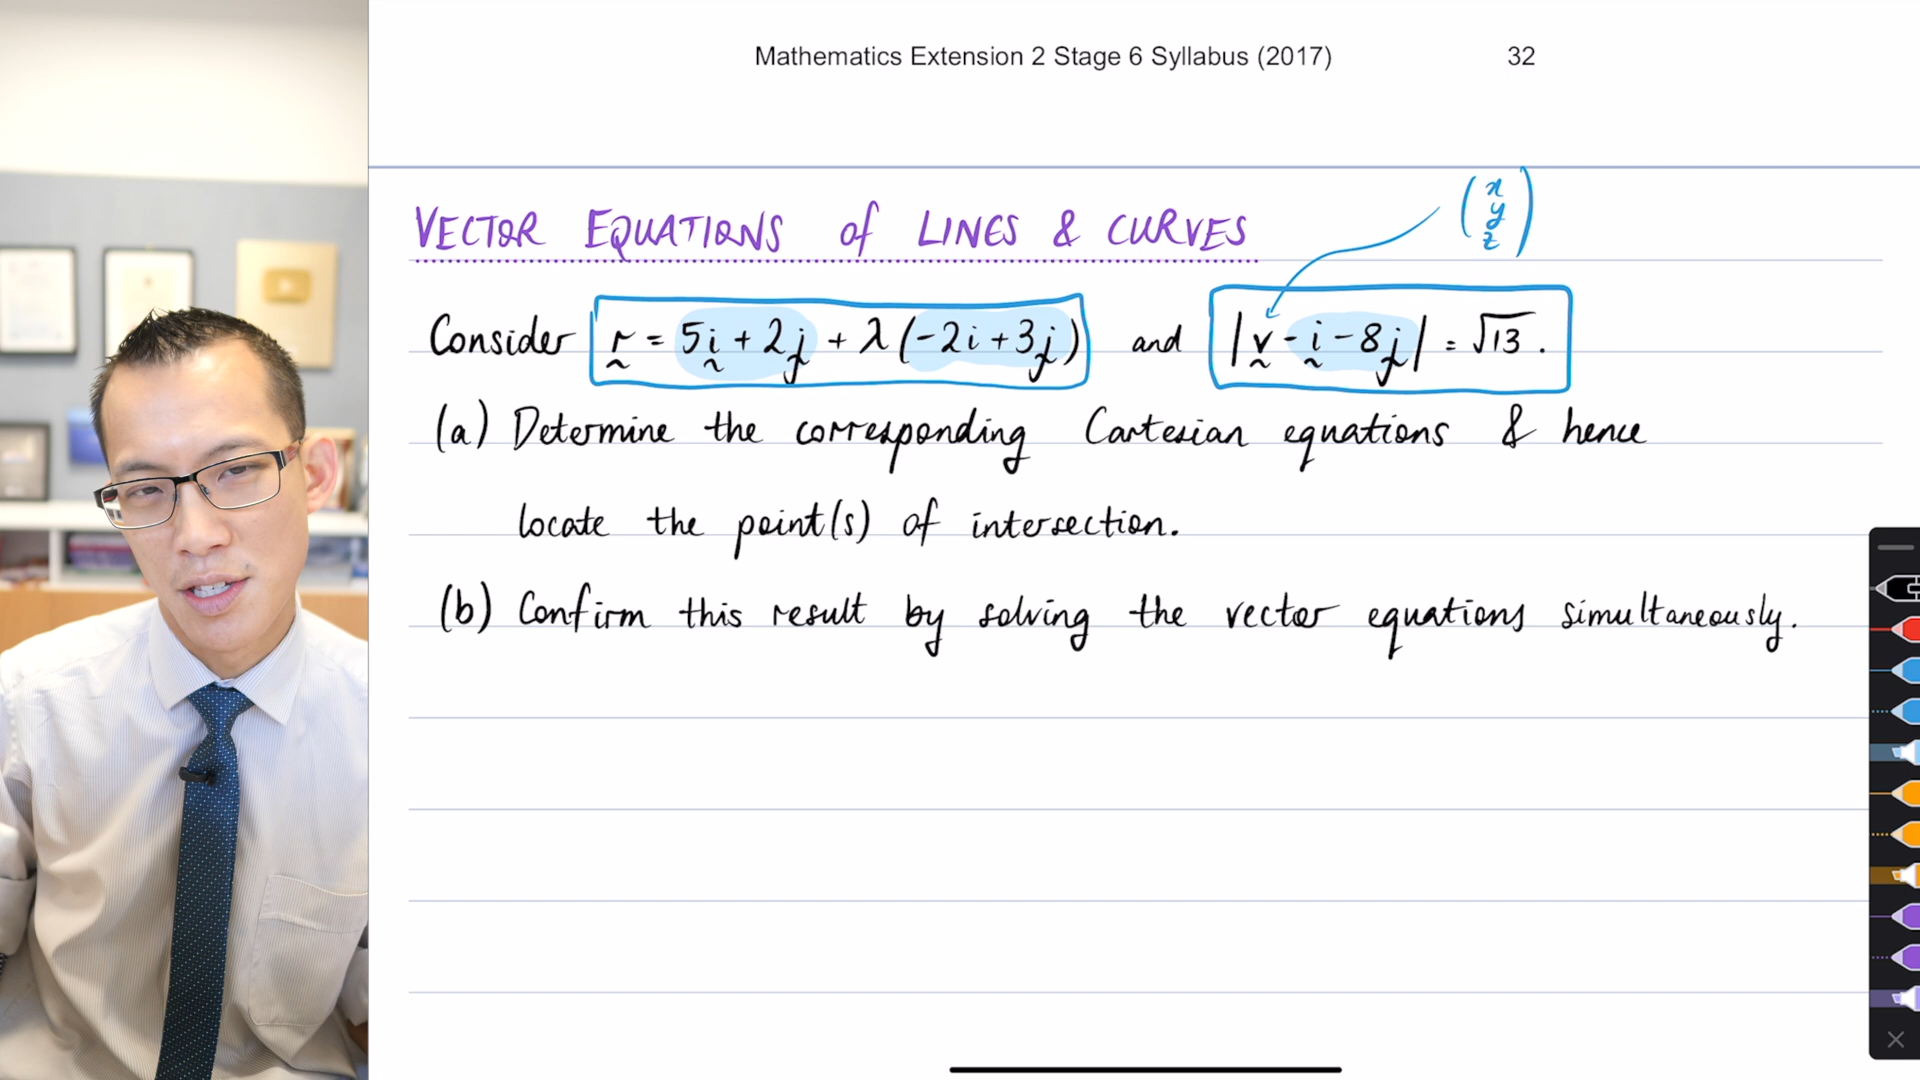 Mathematics Extension 2 Stage 6 Syllabus (2017) 32
VECTOR EQUATIONS of LINES & CURVES
(x y z)
Consider r = 5i + 2j + λ(-2i + 3j) and |v - i - 8j| = √13.
(a) Determine the corresponding Cartesian equations & hence
locate the point(s) of intersection.
(b) Confirm this result by solving the vector equations simultaneously.